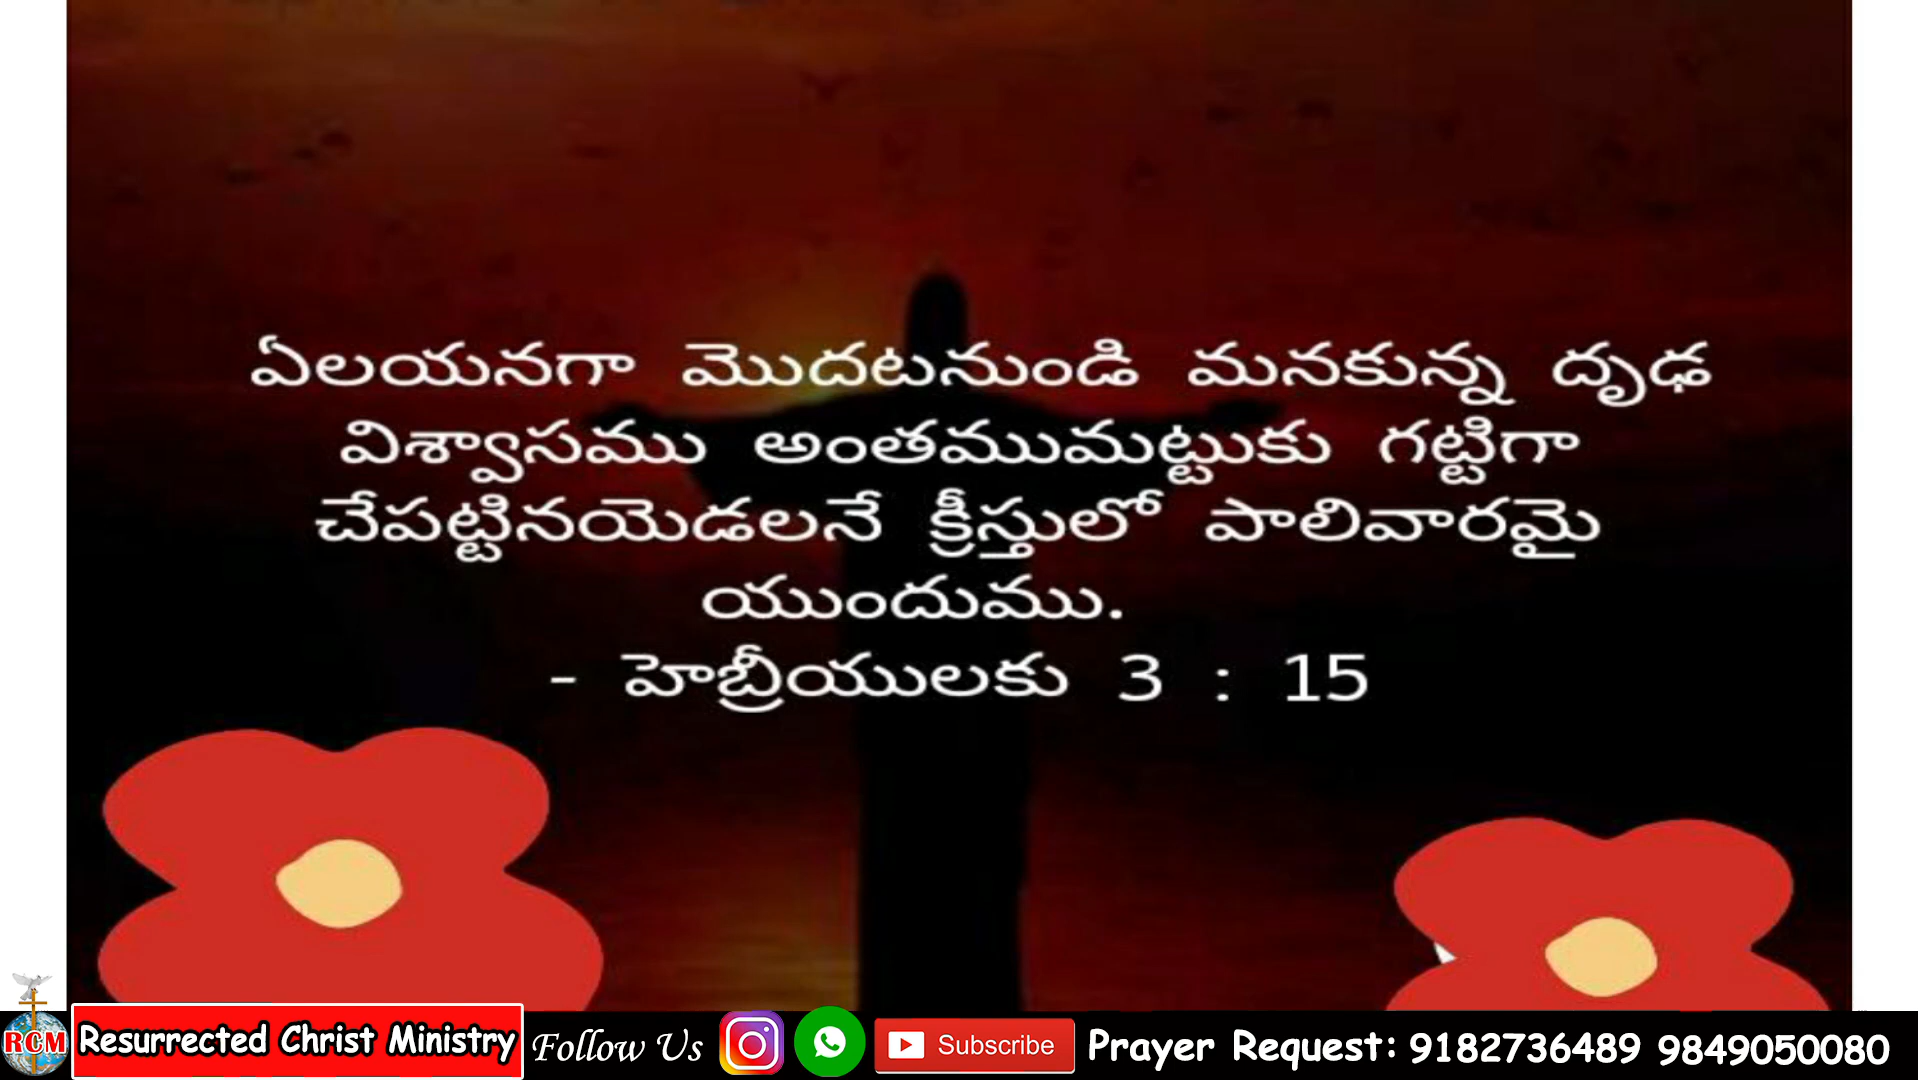 ఏలయనగా మొదటనుండి మనకున్న దృఢ
విశ్వాసము అంతముమట్టుకు గట్టిగా
చేపట్టినయెడలనే క్రీస్తులో పాలివారమై
యుందుము.
- హెబ్రీయులకు 3 : 15
RCM Resurrected Christ Ministry Follow Us Subscribe Prayer Request: 9182736489 9849050080